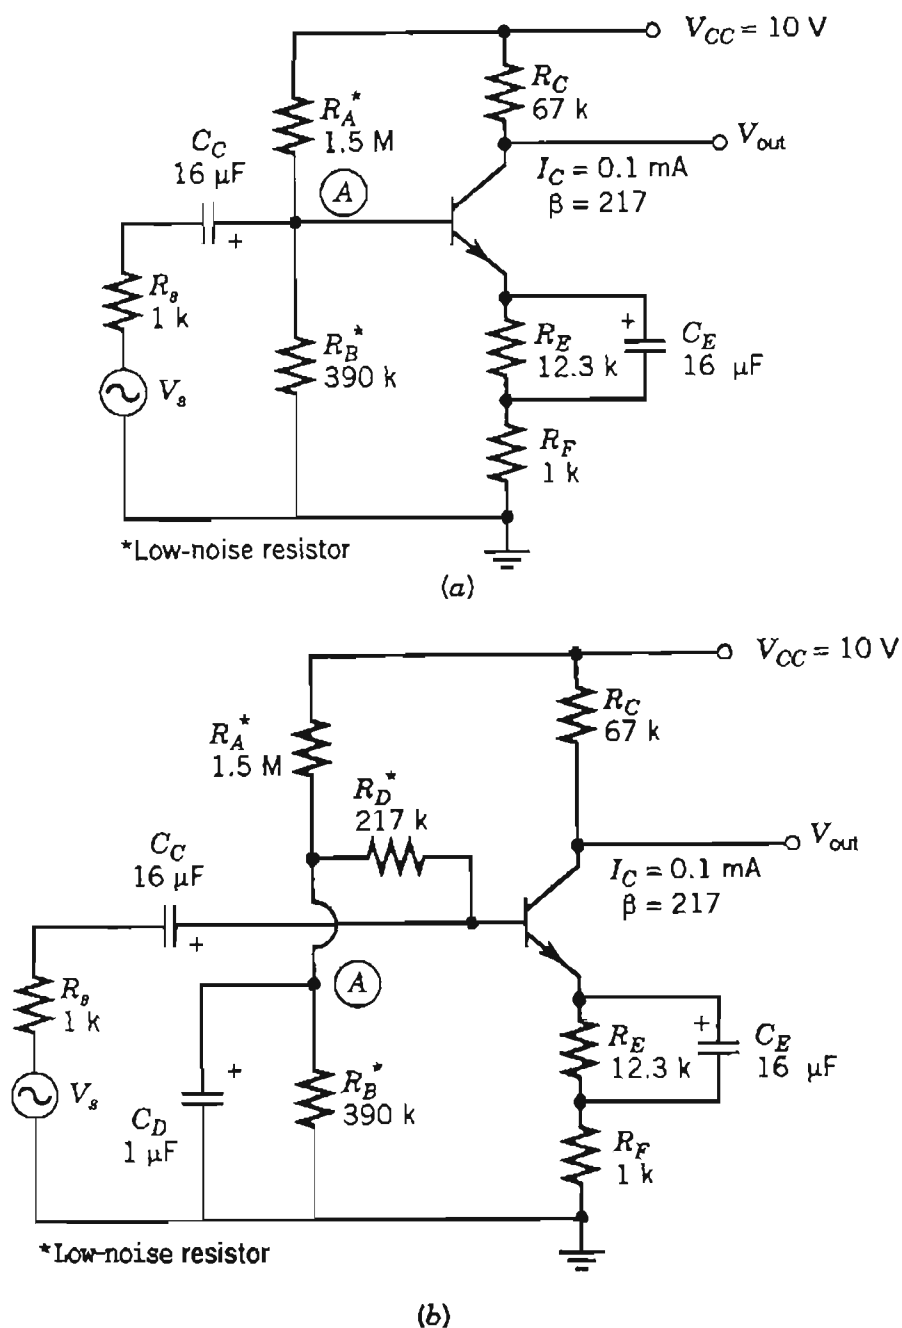 V_CC = 10 V
R_C
67 k
R_A*
1.5 M
V_out
C_C
16 μF
I_C = 0.1 mA
β = 217
A
+
R_s
1 k
R_B*
390 k
R_E
12.3 k
+
C_E
16 μF
V_s
R_F
1 k
*Low-noise resistor
(a)
V_CC = 10 V
R_C
67 k
R_A*
1.5 M
R_D*
217 k
V_out
C_C
16 μF
I_C = 0.1 mA
β = 217
+
A
R_s
1 k
+
R_E
12.3 k
+
C_E
16 μF
V_s
R_B*
390 k
C_D
1 μF
R_F
1 k
*Low-noise resistor
(b)